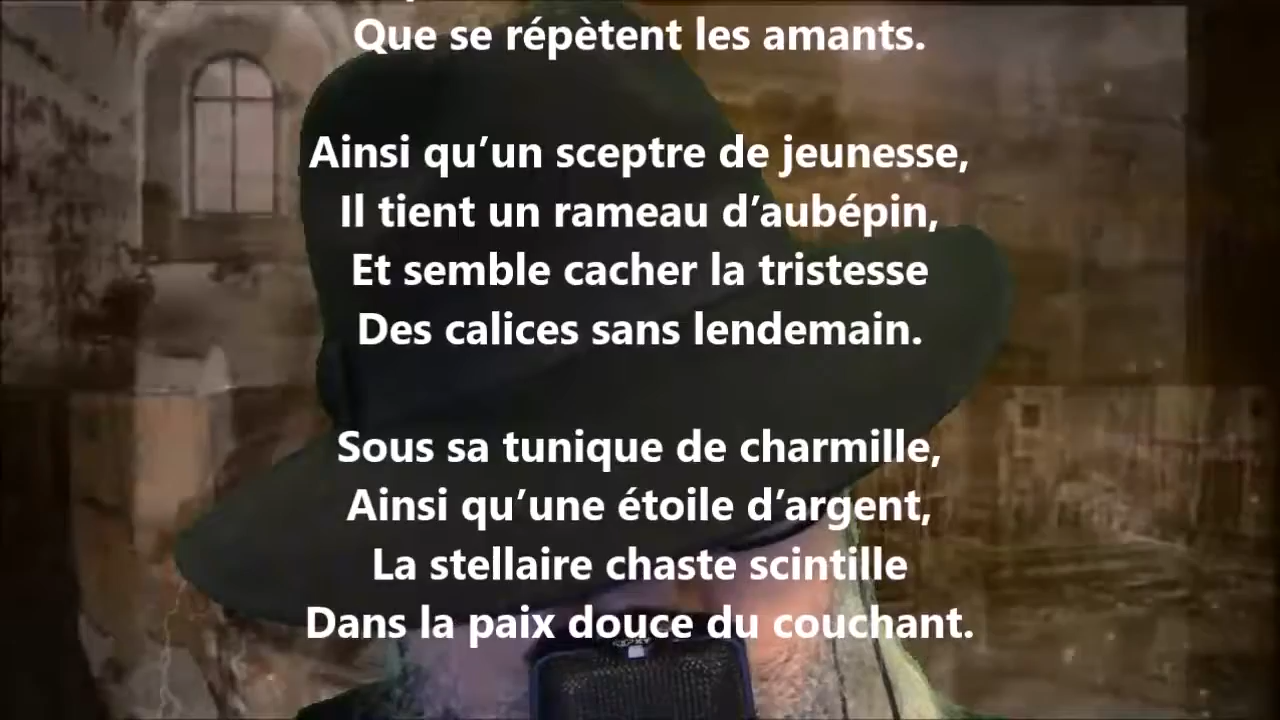 Que se répètent les amants.
Ainsi qu’un sceptre de jeunesse,
Il tient un rameau d’aubépin,
Et semble cacher la tristesse
Des calices sans lendemain.
Sous sa tunique de charmille,
Ainsi qu’une étoile d’argent,
La stellaire chaste scintille
Dans la paix douce du couchant.